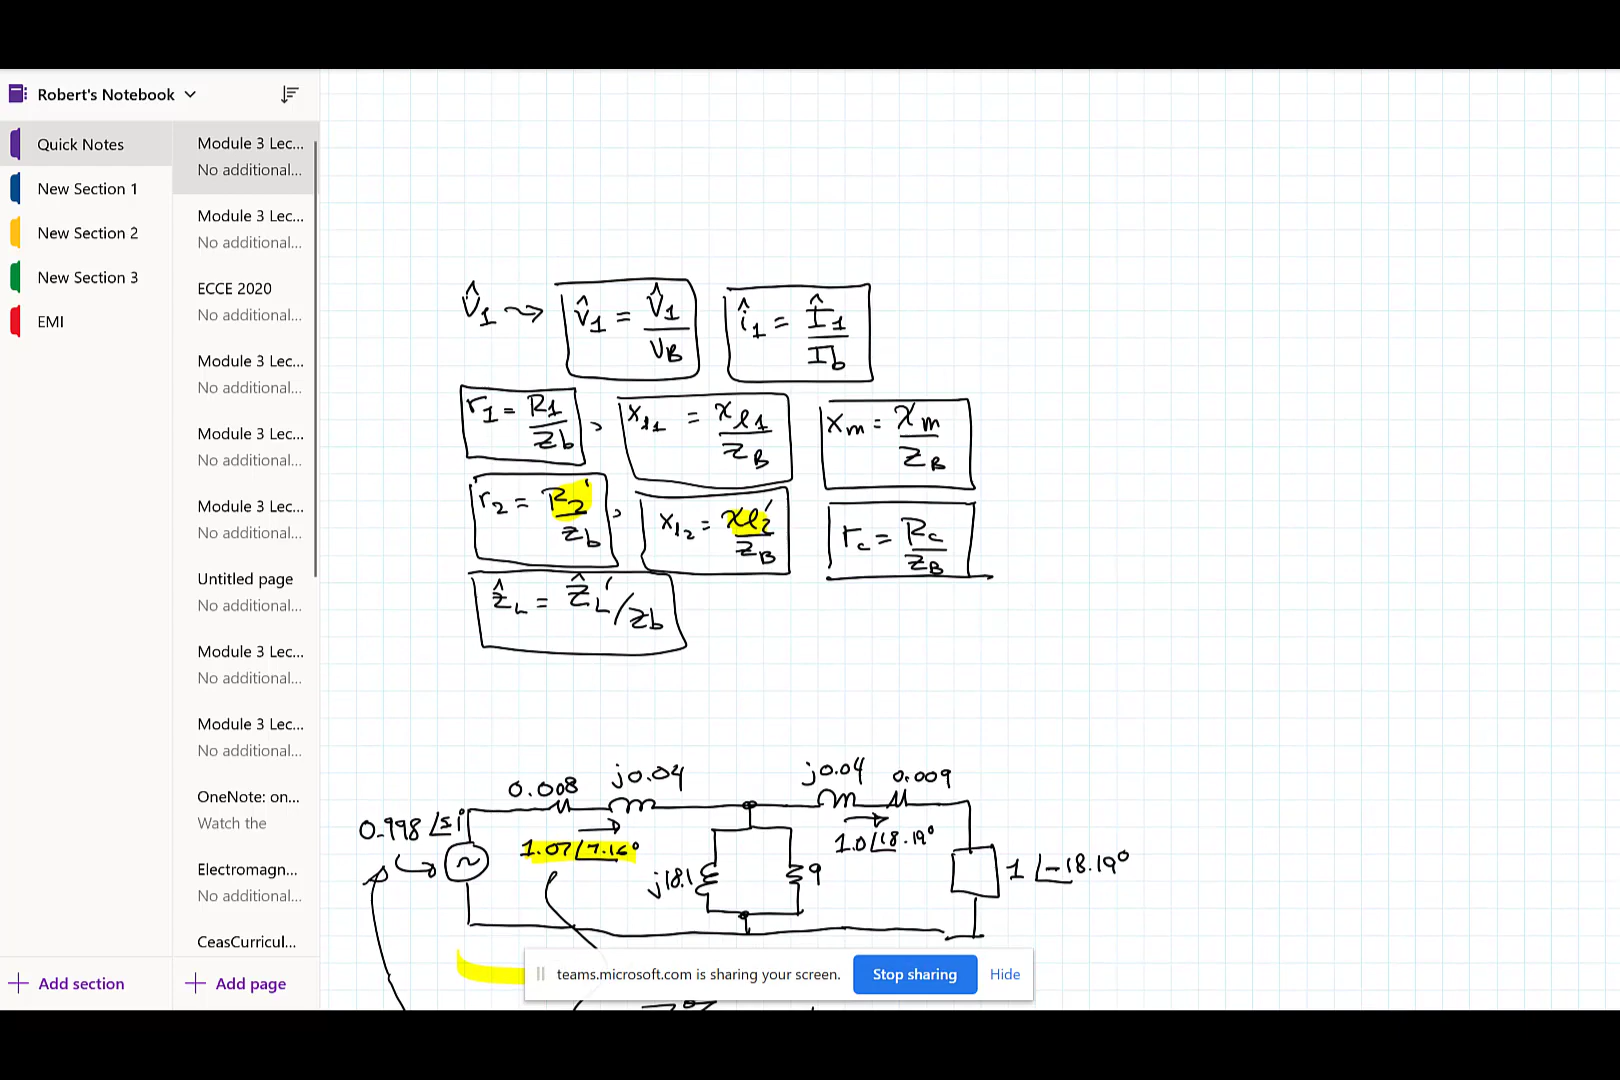 Robert's Notebook
Quick Notes
New Section 1
New Section 2
New Section 3
EMI
Module 3 Lec...
No additional...
Module 3 Lec...
No additional...
ECCE 2020
No additional...
Module 3 Lec...
No additional...
Module 3 Lec...
No additional...
Module 3 Lec...
No additional...
Untitled page
No additional...
Module 3 Lec...
No additional...
Module 3 Lec...
No additional...
OneNote: on...
Watch the
Electromagn...
No additional...
CeasCurricul...
Add section
Add page
V̂1 ⇝ v̂1 = V̂1/VB î1 = Î1/Ib
r1 = R1/Zb , xl1 = Xl1/ZB xm = Xm/ZB
r2 = R2'/Zb , xl2 = Xl2'/ZB rc = Rc/ZB
ẑL = ẐL'/Zb
0.008 j0.04 j0.04 0.009
0.998
1.07∠7.16° 1.0∠18.19°
j18.1 9 1∠-18.19°
teams.microsoft.com is sharing your screen.
Stop sharing
Hide